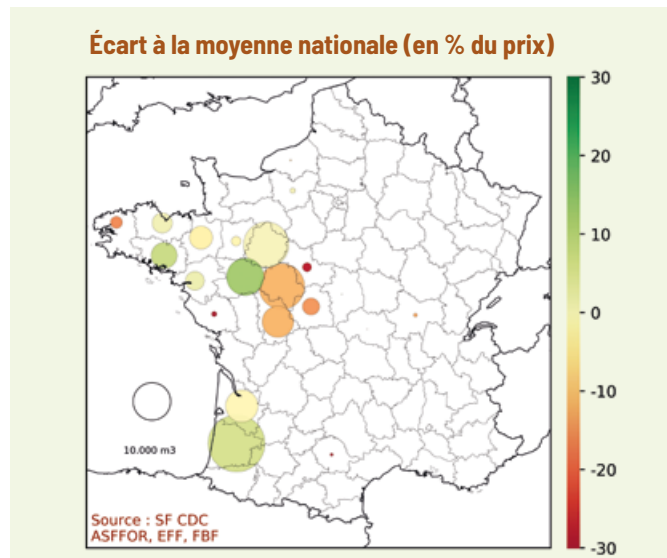 Écart à la moyenne nationale (en % du prix)
30
20
10
0
-10
-20
-30
10.000 m3
Source : SF CDC
ASFFOR, EFF, FBF